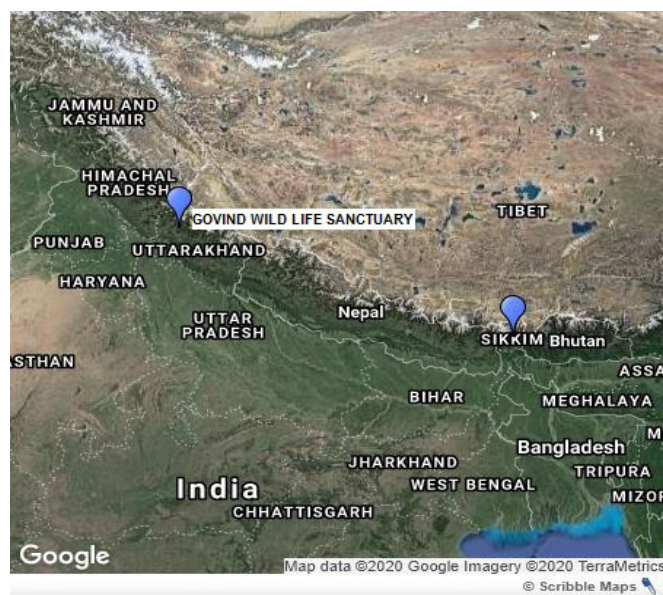 JAMMU AND
KASHMIR
HIMACHAL
PRADESH
GOVIND WILD LIFE SANCTUARY
TIBET
PUNJAB
UTTARAKHAND
HARYANA
UTTAR
PRADESH
Nepal
SIKKIM
Bhutan
ASTHAN
ASSA
BIHAR
MEGHALAYA
M
Bangladesh
JHARKHAND
TRIPURA
WEST BENGAL
India
MIZOR
CHHATTISGARH
Google
Map data ©2020 Google Imagery ©2020 TerraMetrics
© Scribble Maps